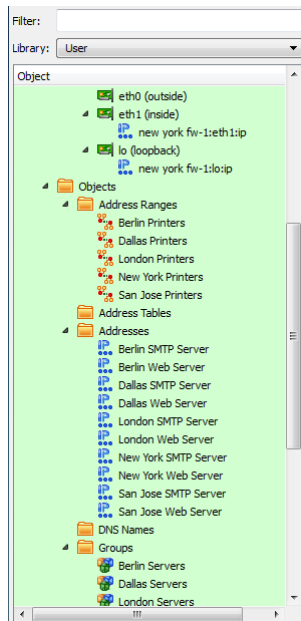 Filter:
Library: User
Object
eth0 (outside)
eth1 (inside)
new york fw-1:eth1:ip
lo (loopback)
new york fw-1:lo:ip
Objects
Address Ranges
Berlin Printers
Dallas Printers
London Printers
New York Printers
San Jose Printers
Address Tables
Addresses
Berlin SMTP Server
Berlin Web Server
Dallas SMTP Server
Dallas Web Server
London SMTP Server
London Web Server
New York SMTP Server
New York Web Server
San Jose SMTP Server
San Jose Web Server
DNS Names
Groups
Berlin Servers
Dallas Servers
London Servers